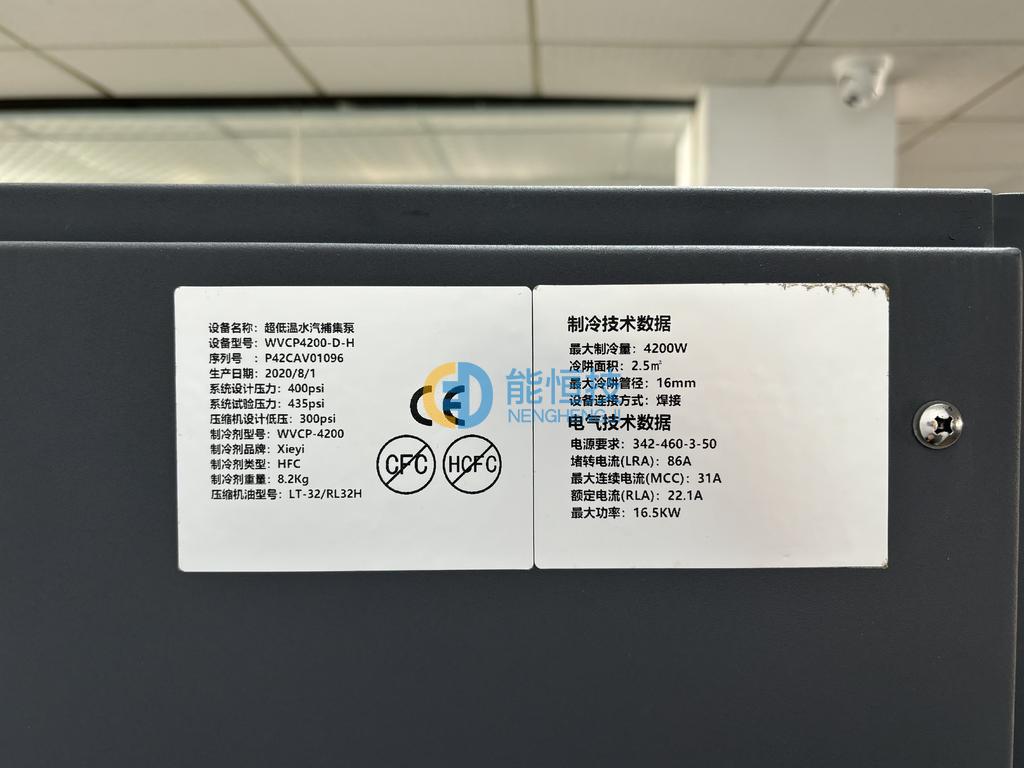 设备名称：超低温水汽捕集泵
设备型号：WVCP4200-D-H
序列号 ：P42CAV01096
生产日期：2020/8/1
系统设计压力：400psi
系统试验压力：435psi
压缩机设计低压：300psi
制冷剂型号：WVCP-4200
制冷剂品牌：Xieyi
制冷剂类型：HFC
制冷剂重量：8.2Kg
压缩机油型号：LT-32/RL32H
CE
CFC
HCFC
制冷技术数据
最大制冷量：4200W
冷阱面积：2.5㎡
最大冷阱管径：16mm
设备连接方式：焊接
电气技术数据
电源要求：342-460-3-50
堵转电流(LRA)：86A
最大连续电流(MCC)：31A
额定电流(RLA)：22.1A
最大功率：16.5KW
能恒技
NENGHENGJI